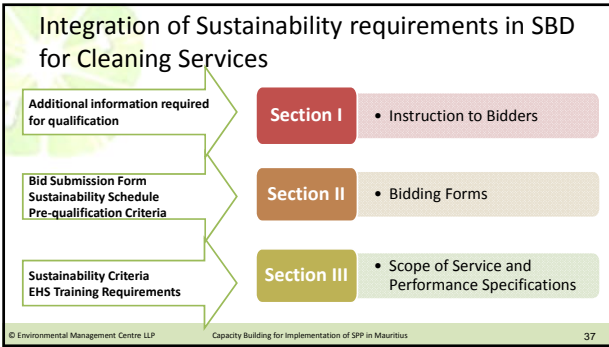 Integration of Sustainability requirements in SBD
for Cleaning Services
Additional information required
for qualification
Section I
• Instruction to Bidders
Bid Submission Form
Sustainability Schedule
Pre-qualification Criteria
Section II
• Bidding Forms
Sustainability Criteria
EHS Training Requirements
Section III
• Scope of Service and
Performance Specifications
© Environmental Management Centre LLP
Capacity Building for Implementation of SPP in Mauritius
37